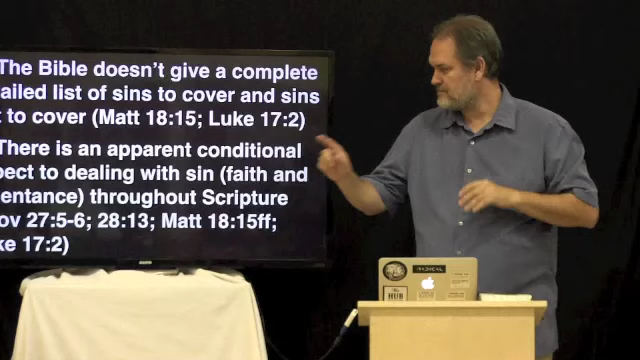 The Bible doesn't give a complete
ailed list of sins to cover and sins
t to cover (Matt 18:15; Luke 17:2)
There is an apparent conditional
pect to dealing with sin (faith and
entance) throughout Scripture
ov 27:5-6; 28:13; Matt 18:15ff;
ke 17:2)
RADICAL
HUB